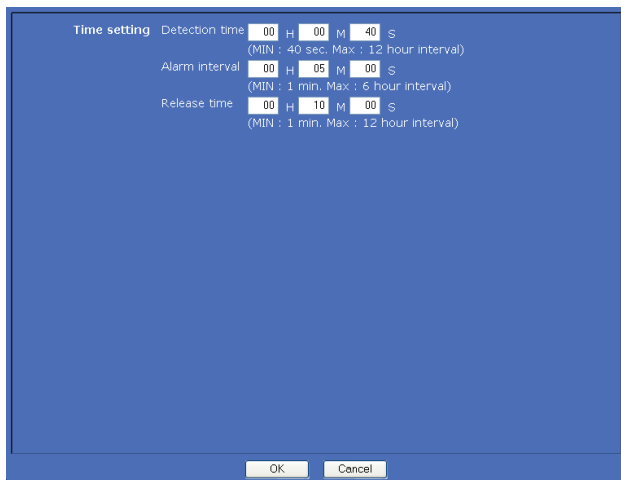 Time setting Detection time 00 H 00 M 40 S
(MIN : 40 sec. Max : 12 hour interval)
Alarm interval 00 H 05 M 00 S
(MIN : 1 min. Max : 6 hour interval)
Release time 00 H 10 M 00 S
(MIN : 1 min. Max : 12 hour interval)
OK Cancel